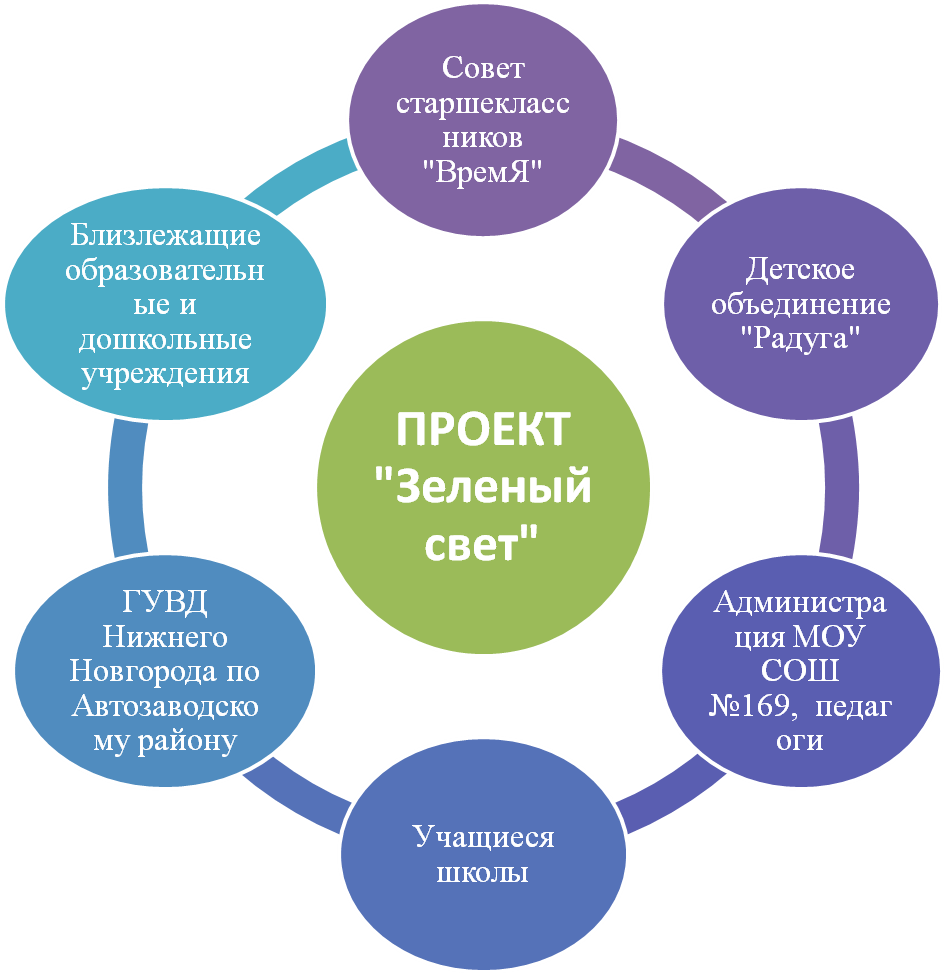 Совет
старшекласс
ников
"ВремЯ"
Детское
объединение
"Радуга"
Администра
ция МОУ
СОШ
№169, педаг
оги
Учащиеся
школы
ГУВД
Нижнего
Новгорода по
Автозаводско
му району
Близлежащие
образовательн
ые и
дошкольные
учреждения
ПРОЕКТ
"Зеленый
свет"